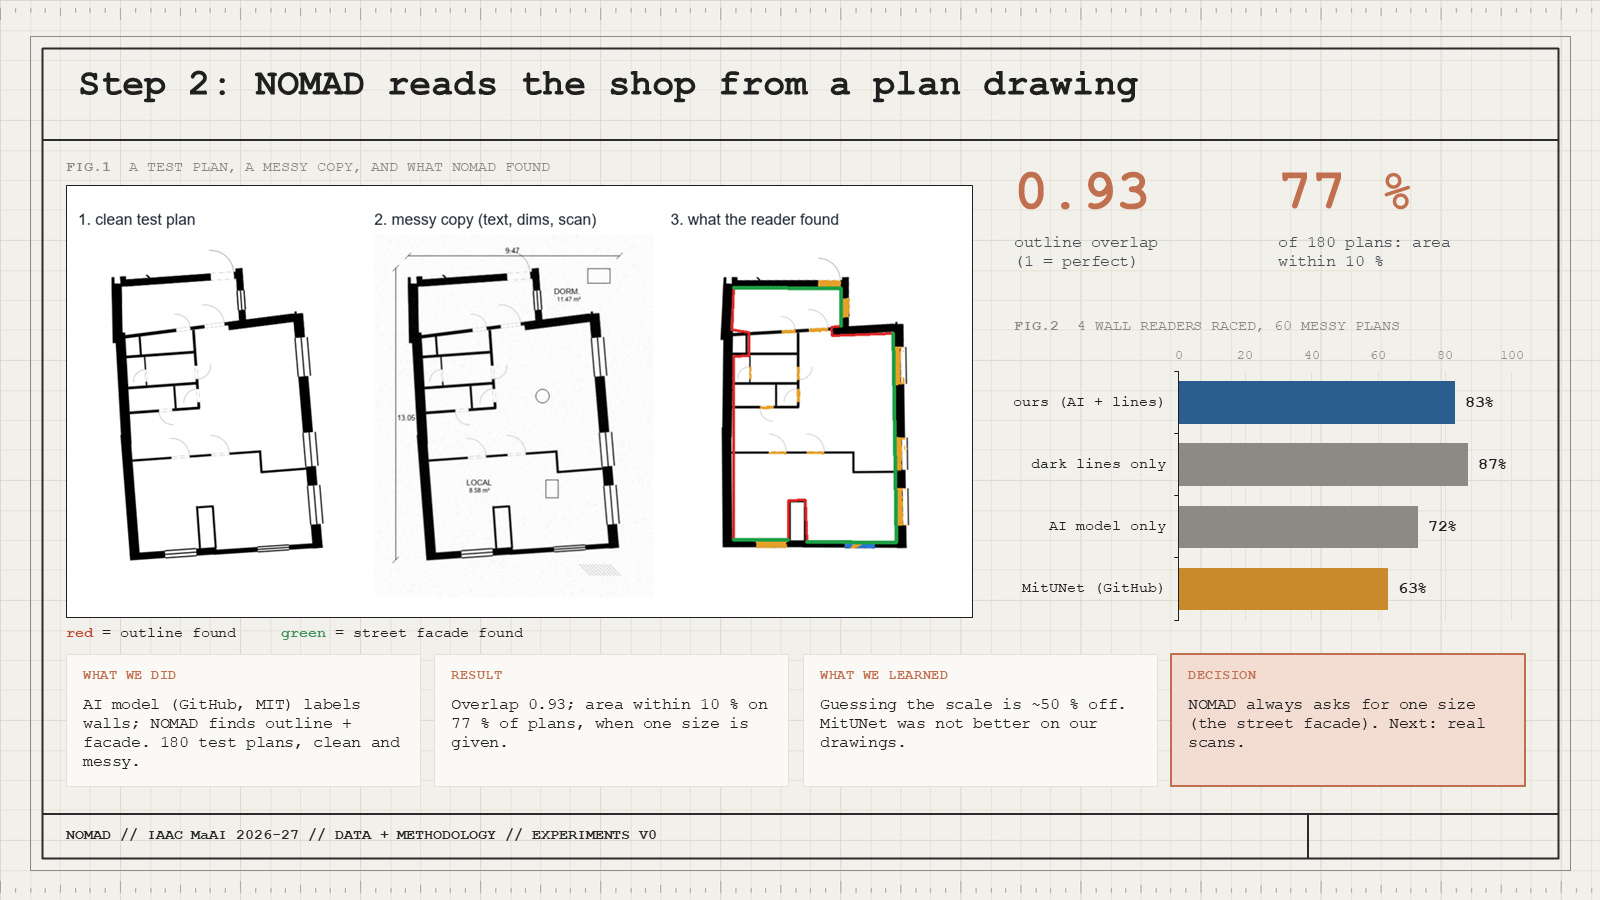 Step 2: NOMAD reads the shop from a plan drawing
FIG.1 A TEST PLAN, A MESSY COPY, AND WHAT NOMAD FOUND
1. clean test plan
2. messy copy (text, dims, scan)
3. what the reader found
9.47
DORM.
11.47 m²
13.05
LOCAL
8.58 m²
red = outline found
green = street facade found
0.93
outline overlap
(1 = perfect)
77 %
of 180 plans: area
within 10 %
FIG.2 4 WALL READERS RACED, 60 MESSY PLANS
0 20 40 60 80 100
ours (AI + lines) 83%
dark lines only 87%
AI model only 72%
MitUNet (GitHub) 63%
WHAT WE DID
AI model (GitHub, MIT) labels
walls; NOMAD finds outline +
facade. 180 test plans, clean and
messy.
RESULT
Overlap 0.93; area within 10 % on
77 % of plans, when one size is
given.
WHAT WE LEARNED
Guessing the scale is ~50 % off.
MitUNet was not better on our
drawings.
DECISION
NOMAD always asks for one size
(the street facade). Next: real
scans.
NOMAD // IAAC MaAI 2026-27 // DATA + METHODOLOGY // EXPERIMENTS V0